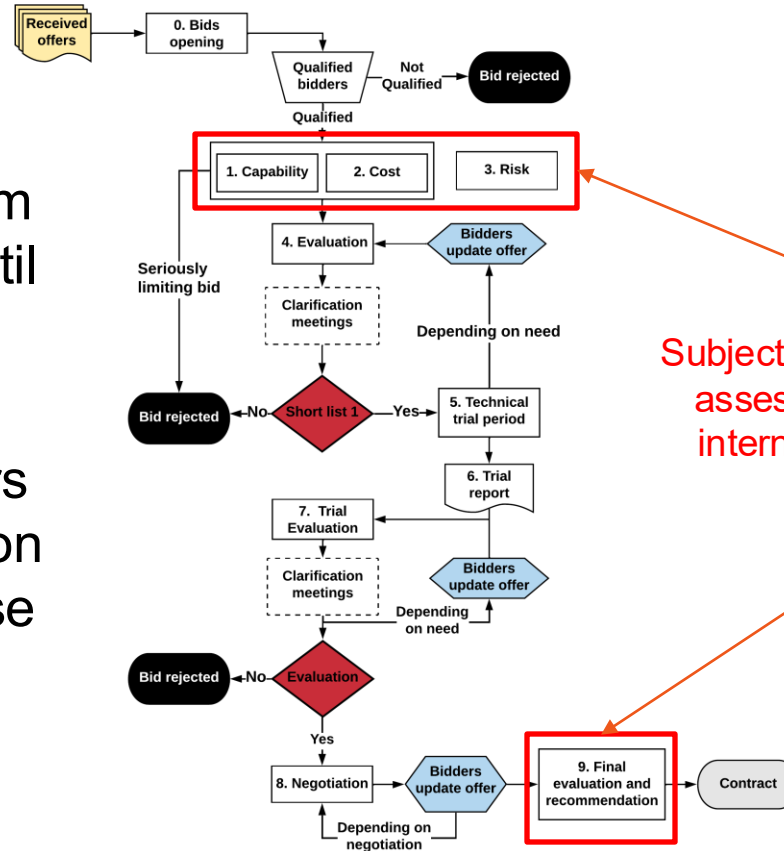 Received
offers
0. Bids
opening
Qualified
bidders
Not
Qualified
Bid rejected
Qualified
1. Capability
2. Cost
3. Risk
4. Evaluation
Bidders
update offer
Seriously
limiting bid
Clarification
meetings
Depending on need
Bid rejected
No
Short list 1
Yes
5. Technical
trial period
6. Trial
report
7. Trial
Evaluation
Clarification
meetings
Bidders
update offer
Depending
on need
Bid rejected
No
Evaluation
Yes
8. Negotiation
Bidders
update offer
9. Final
evaluation and
recommendation
Contract
Depending on
negotiation
m
til
rs
on
se
Subject
asses
intern